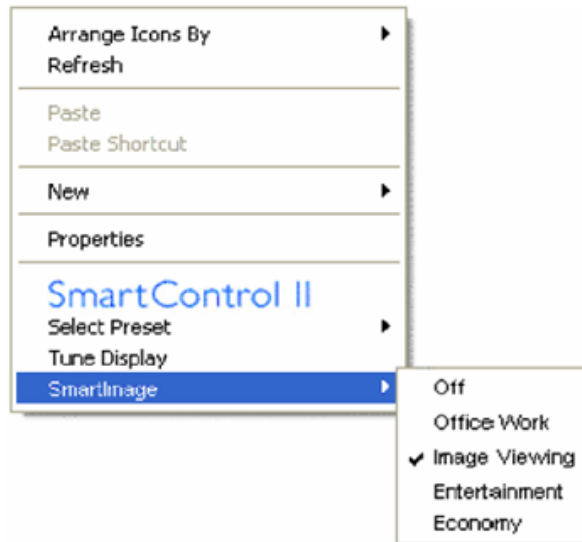 Arrange Icons By
Refresh
Paste
Paste Shortcut
New
Properties
SmartControl II
Select Preset
Tune Display
SmartImage
Off
Office Work
Image Viewing
Entertainment
Economy